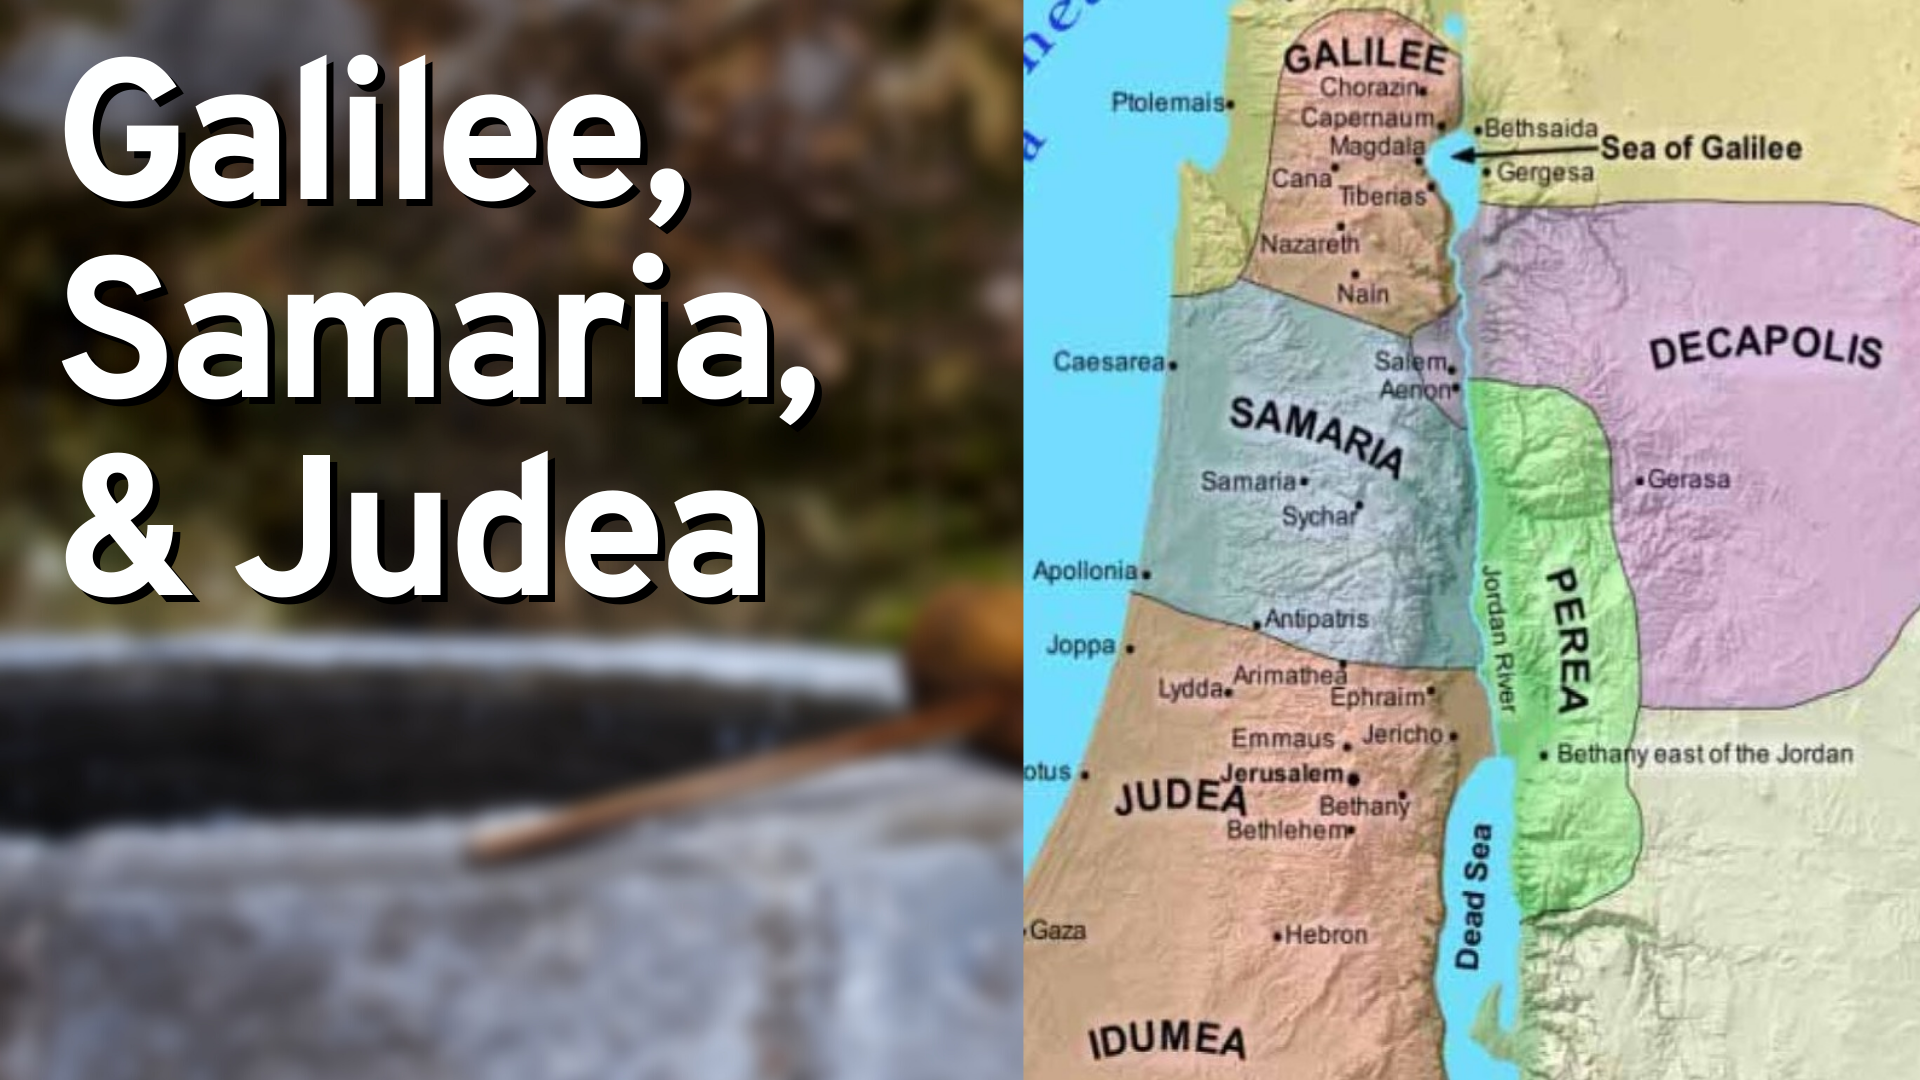 Galilee,
Samaria,
& Judea
GALILEE
Chorazin
Ptolemais
Capernaum
Bethsaida
Magdala
Sea of Galilee
Gergesa
Cana
Tiberias
Nazareth
Nain
DECAPOLIS
Caesarea
Salem
Aenon
SAMARIA
Samaria
Gerasa
Sychar
Apollonia
Jordan River
PEREA
Antipatris
Joppa
Arimathea
Lydda
Ephraim
Emmaus
Jericho
Bethany east of the Jordan
otus
Jerusalem
JUDEA
Bethany
Bethlehem
Dead Sea
Gaza
Hebron
IDUMEA